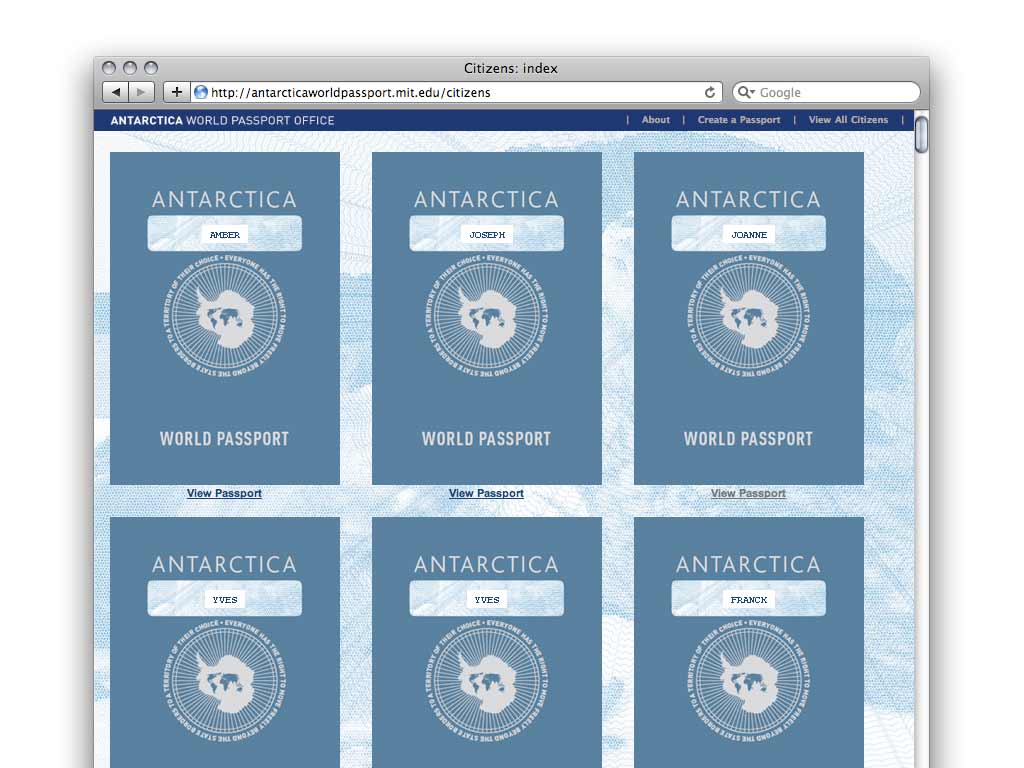 Citizens: index
http://antarcticaworldpassport.mit.edu/citizens
Google
ANTARCTICA WORLD PASSPORT OFFICE
| About | Create a Passport | View All Citizens |
ANTARCTICA ANTARCTICA ANTARCTICA
AMBER JOSEPH JOANNE
EVERYONE HAS THE RIGHT TO MOVE FREELY BEYOND THE STATE BORDERS TO A TERRITORY OF THEIR CHOICE •
EVERYONE HAS THE RIGHT TO MOVE FREELY BEYOND THE STATE BORDERS TO A TERRITORY OF THEIR CHOICE •
EVERYONE HAS THE RIGHT TO MOVE FREELY BEYOND THE STATE BORDERS TO A TERRITORY OF THEIR CHOICE •
WORLD PASSPORT WORLD PASSPORT WORLD PASSPORT
View Passport View Passport View Passport
ANTARCTICA ANTARCTICA ANTARCTICA
YVES YVES FRANCK
EVERYONE HAS THE RIGHT TO MOVE FREELY BEYOND THE STATE BORDERS TO A TERRITORY OF THEIR CHOICE •
EVERYONE HAS THE RIGHT TO MOVE FREELY BEYOND THE STATE BORDERS TO A TERRITORY OF THEIR CHOICE •
EVERYONE HAS THE RIGHT TO MOVE FREELY BEYOND THE STATE BORDERS TO A TERRITORY OF THEIR CHOICE •